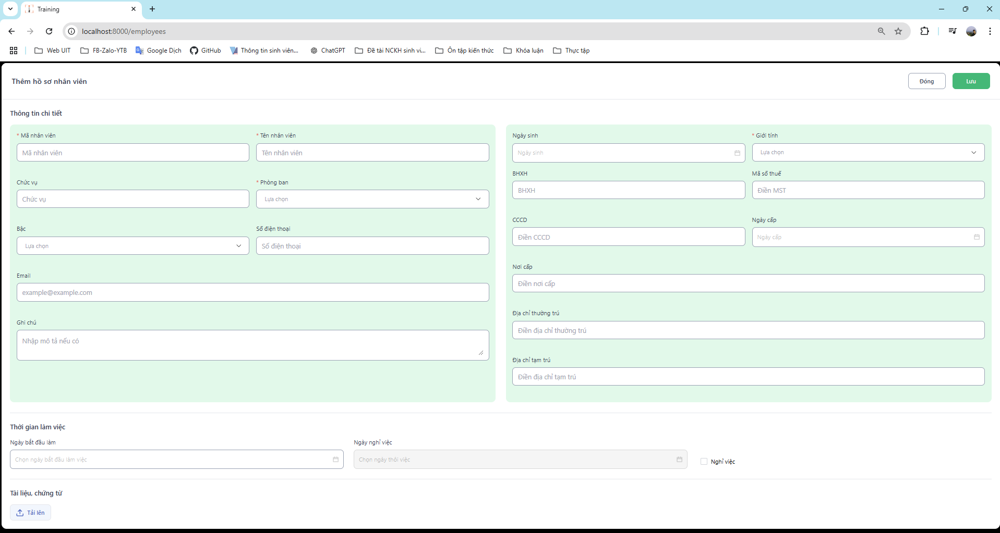 Training
localhost:8000/employees
Web UIT FB-Zalo-YTB Google Dịch GitHub Thông tin sinh viên... ChatGPT Đề tài NCKH sinh vi... Ôn tập kiến thức Khóa luận Thực tập
Thêm hồ sơ nhân viên
Đóng Lưu
Thông tin chi tiết
* Mã nhân viên * Tên nhân viên
Mã nhân viên Tên nhân viên
Chức vụ * Phòng ban
Chức vụ Lựa chọn
Bậc Số điện thoại
Lựa chọn Số điện thoại
Email
example@example.com
Ghi chú
Nhập mô tả nếu có
Ngày sinh * Giới tính
Ngày sinh Lựa chọn
BHXH Mã số thuế
BHXH Điền MST
CCCD Ngày cấp
Điền CCCD Ngày cấp
Nơi cấp
Điền nơi cấp
Địa chỉ thường trú
Điền địa chỉ thường trú
Địa chỉ tạm trú
Điền địa chỉ tạm trú
Thời gian làm việc
Ngày bắt đầu làm Ngày nghỉ việc
Chọn ngày bắt đầu làm việc Chọn ngày thôi việc Nghỉ việc
Tài liệu, chứng từ
Tải lên